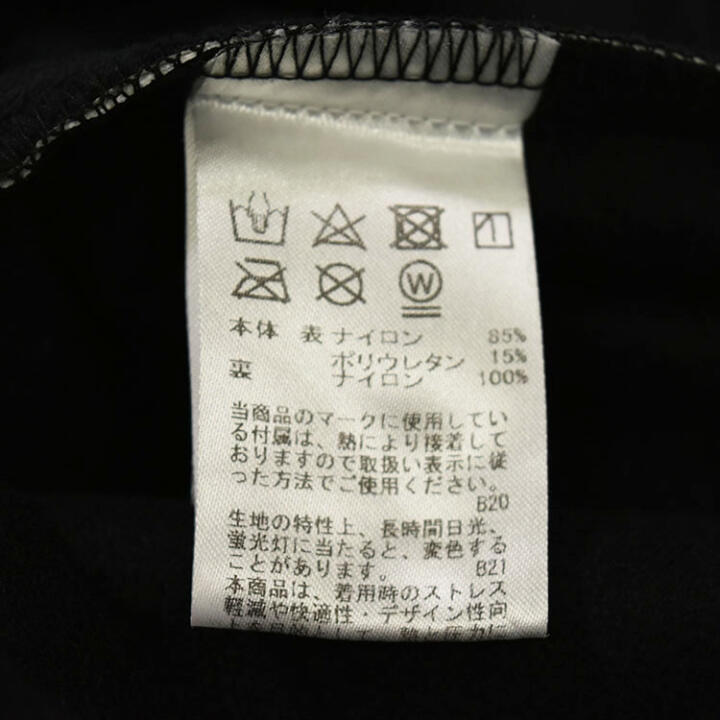 W
本体 表 ナイロン 85%
ポリウレタン 15%
裏 ナイロン 100%
当商品のマークに使用してい
る付属は、熱により接着して
おりますので取扱い表示に従
った方法でご使用ください。
B20
生地の特性上、長時間日光、
蛍光灯に当たると、変色する
ことがあります。 B21
本商品は、着用時のストレス
軽減や快適性・デザイン性向